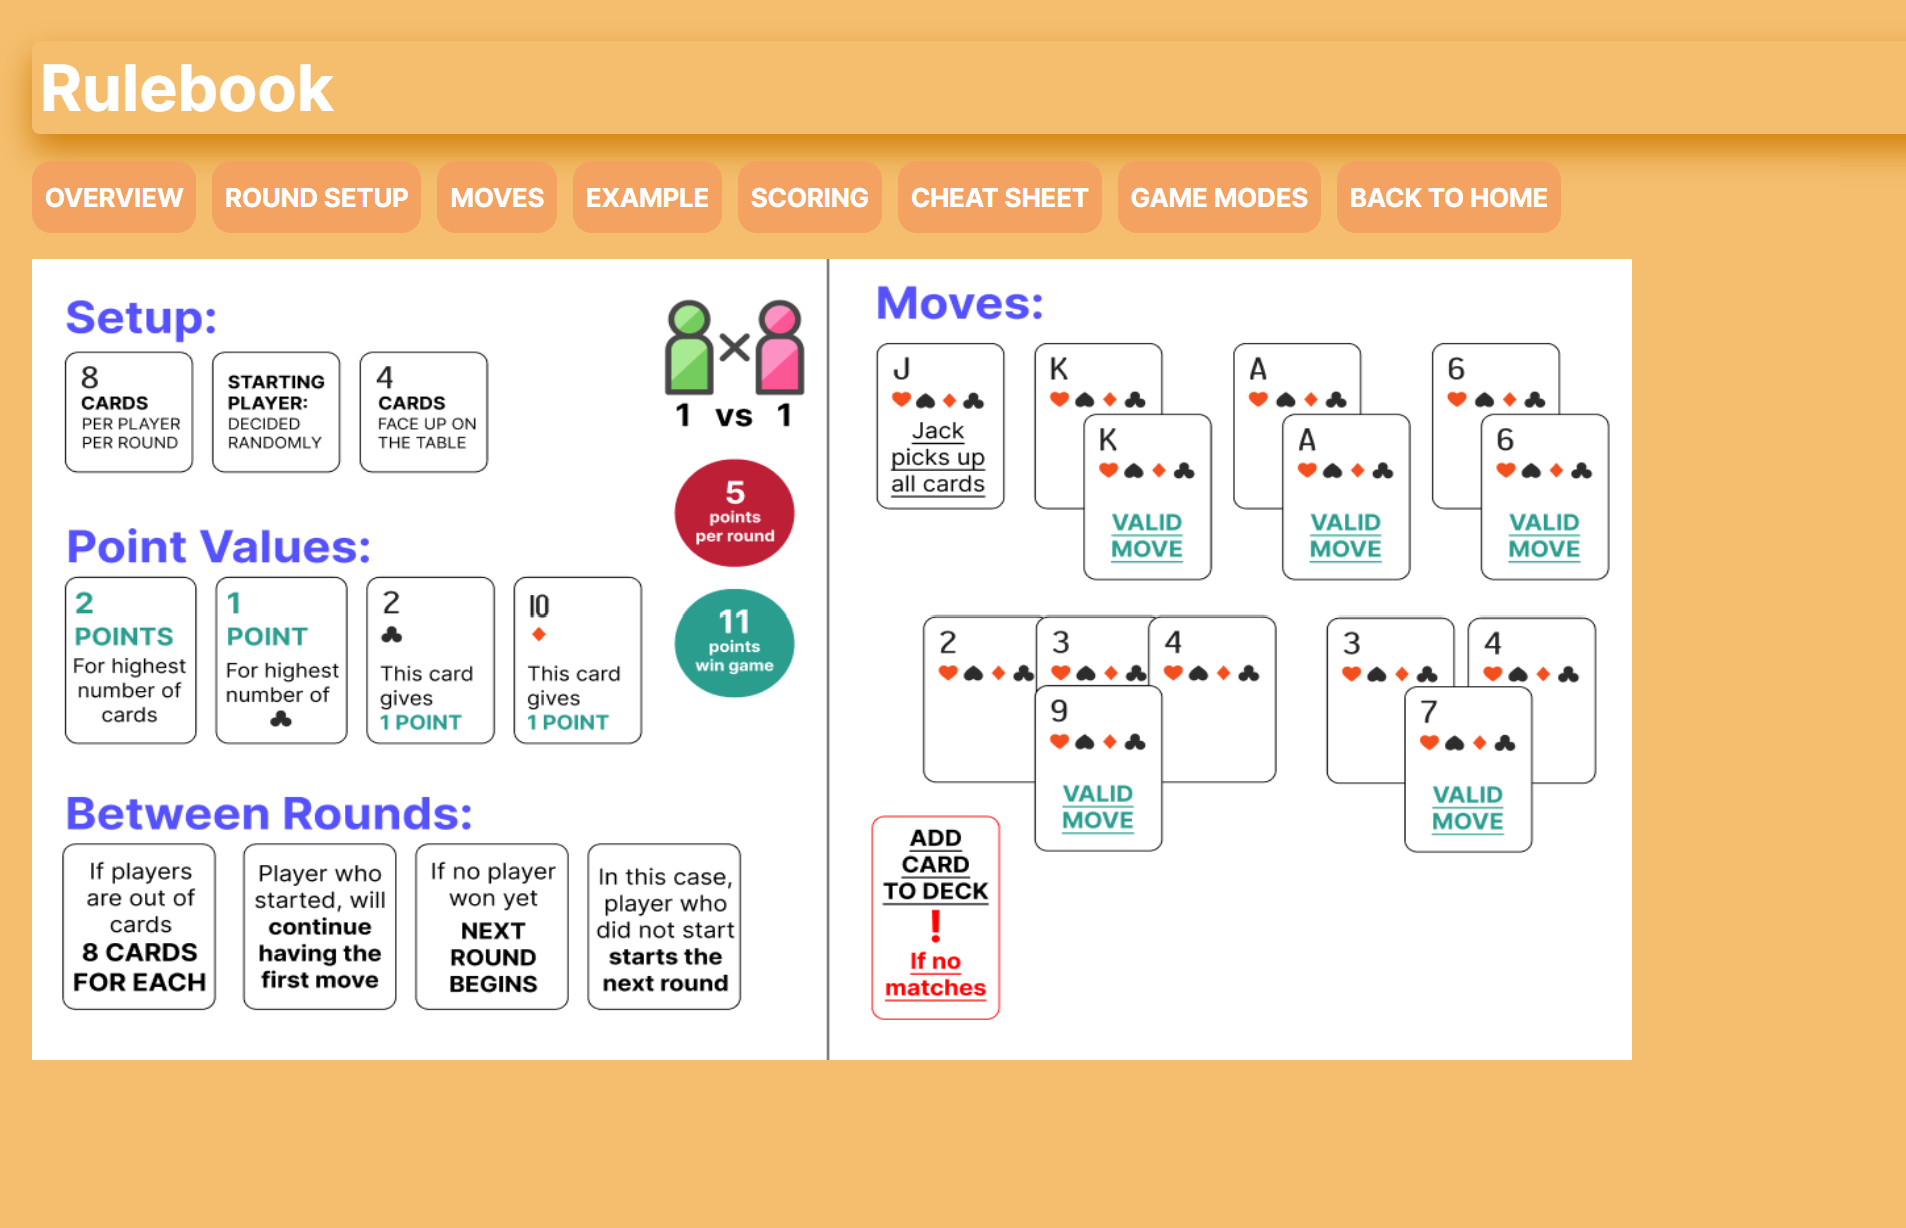 Rulebook
OVERVIEW
ROUND SETUP
MOVES
EXAMPLE
SCORING
CHEAT SHEET
GAME MODES
BACK TO HOME
Setup:
8
CARDS
PER PLAYER
PER ROUND
STARTING
PLAYER:
DECIDED
RANDOMLY
4
CARDS
FACE UP ON
THE TABLE
1 vs 1
5
points
per round
11
points
win game
Point Values:
2
POINTS
For highest
number of
cards
1
POINT
For highest
number of
2
This card
gives
1 POINT
10
This card
gives
1 POINT
Between Rounds:
If players
are out of
cards
8 CARDS
FOR EACH
Player who
started, will
continue
having the
first move
If no player
won yet
NEXT
ROUND
BEGINS
In this case,
player who
did not start
starts the
next round
Moves:
J
Jack
picks up
all cards
K
K
VALID
MOVE
A
A
VALID
MOVE
6
6
VALID
MOVE
2
3
4
9
VALID
MOVE
3
4
7
VALID
MOVE
ADD
CARD
TO DECK
!
If no
matches